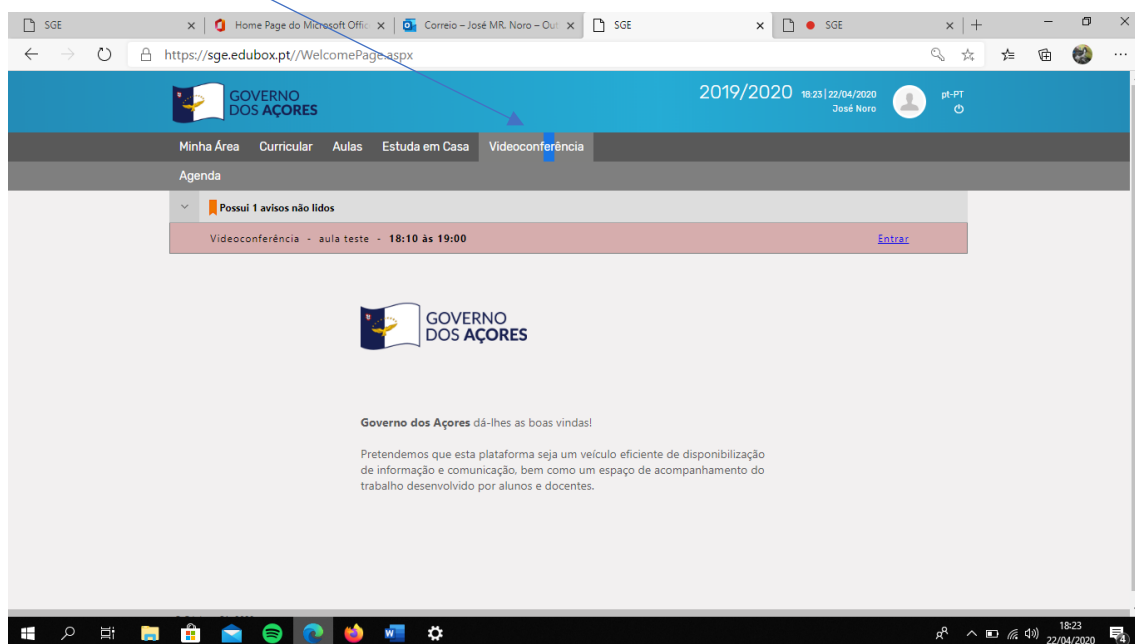 SGE
Home Page do Microsoft Offic
Correio – José MR. Noro – Out
SGE
SGE
https://sge.edubox.pt//WelcomePage.aspx
GOVERNO
DOS AÇORES
2019/2020 18:23|22/04/2020
José Noro
pt-PT
Minha Área Curricular Aulas Estuda em Casa Videoconferência
Agenda
Possui 1 avisos não lidos
Videoconferência - aula teste - 18:10 às 19:00 Entrar
GOVERNO
DOS AÇORES
Governo dos Açores dá-lhes as boas vindas!
Pretendemos que esta plataforma seja um veículo eficiente de disponibilização
de informação e comunicação, bem como um espaço de acompanhamento do
trabalho desenvolvido por alunos e docentes.
18:23
22/04/2020
4